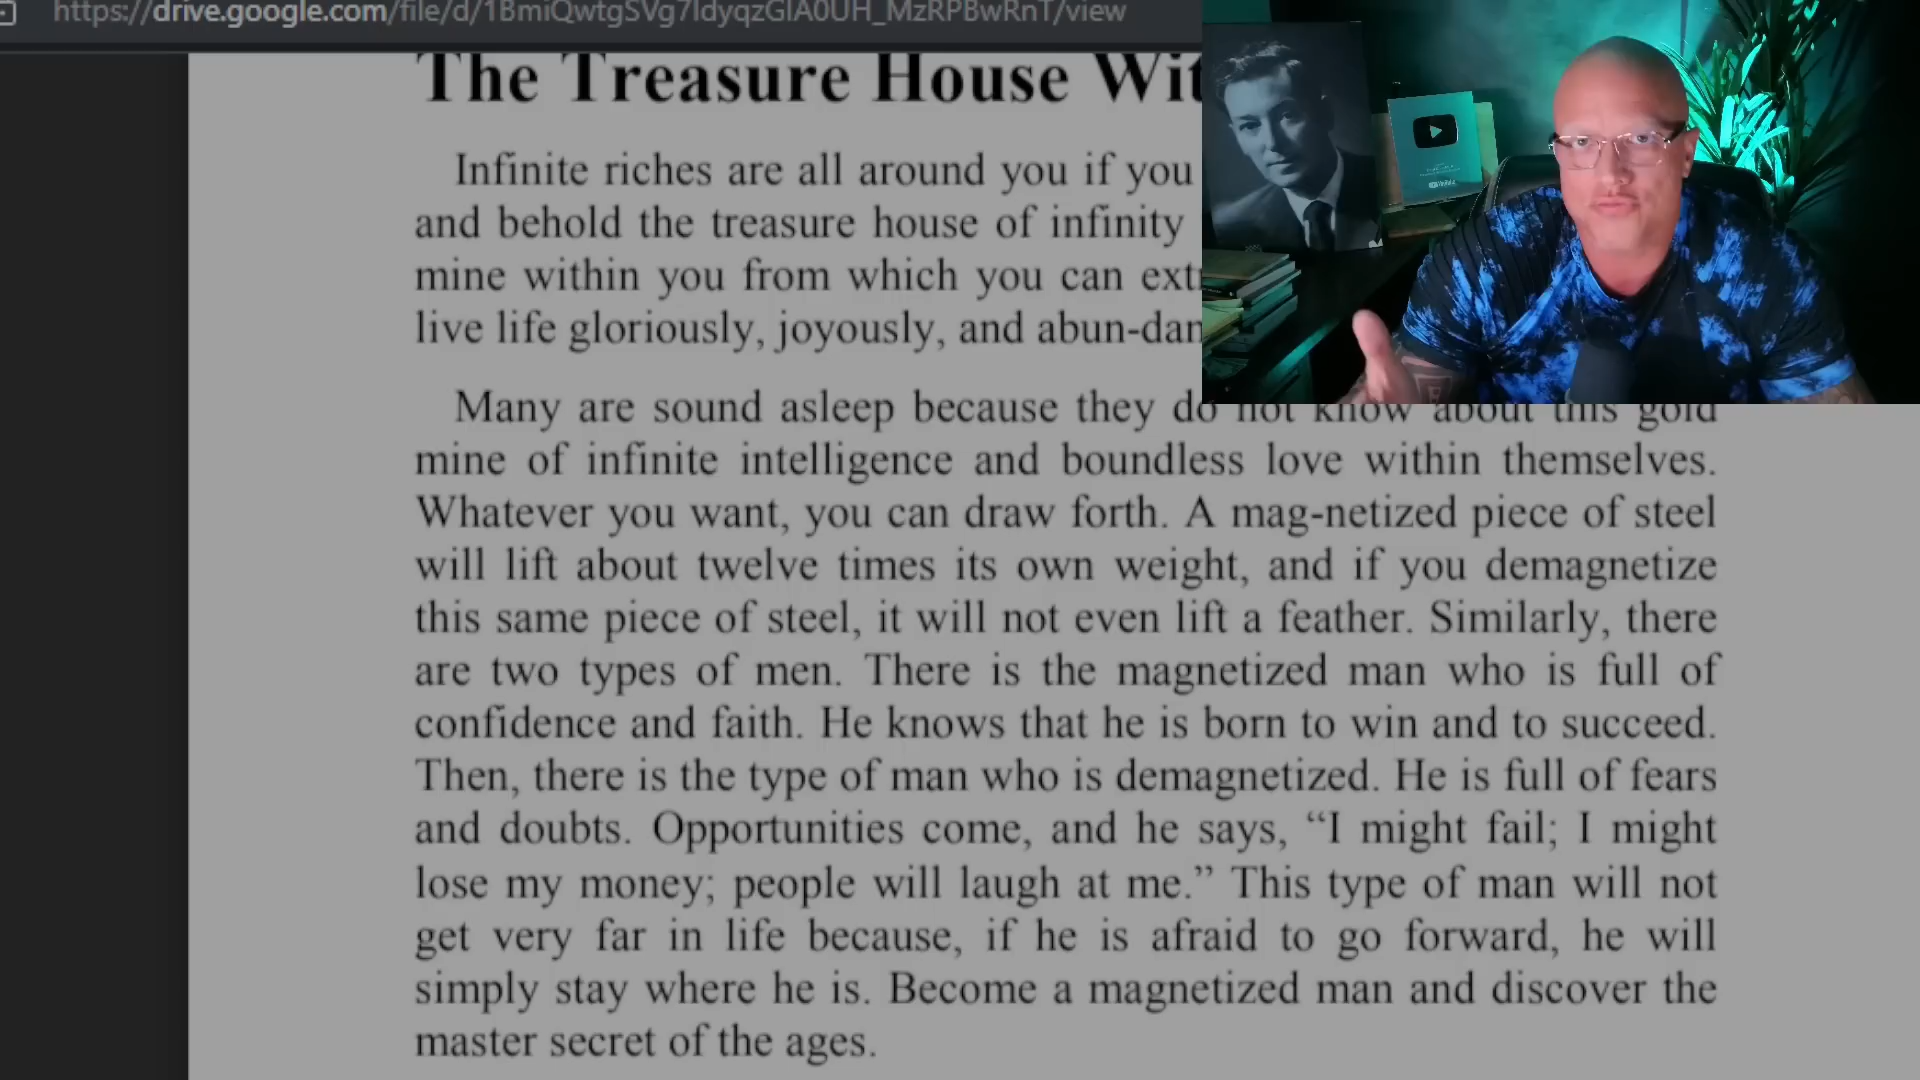 https://drive.google.com/file/d/1BmiQwtgSVg7IdyqzGlA0UH_MzRPBwRnT/view
The Treasure House Wit
Infinite riches are all around you if you
and behold the treasure house of infinity
mine within you from which you can extr
live life gloriously, joyously, and abun-dan
Many are sound asleep because they do not know about this gold
mine of infinite intelligence and boundless love within themselves.
Whatever you want, you can draw forth. A mag-netized piece of steel
will lift about twelve times its own weight, and if you demagnetize
this same piece of steel, it will not even lift a feather. Similarly, there
are two types of men. There is the magnetized man who is full of
confidence and faith. He knows that he is born to win and to succeed.
Then, there is the type of man who is demagnetized. He is full of fears
and doubts. Opportunities come, and he says, “I might fail; I might
lose my money; people will laugh at me.” This type of man will not
get very far in life because, if he is afraid to go forward, he will
simply stay where he is. Become a magnetized man and discover the
master secret of the ages.